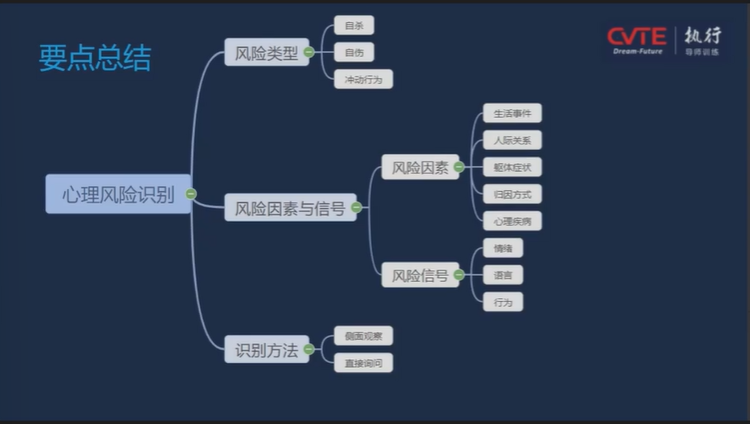 要点总结
CVTE
Dream·Future
执行
导师训练
心理风险识别
风险类型
自杀
自伤
冲动行为
风险因素与信号
风险因素
生活事件
人际关系
躯体症状
归因方式
心理疾病
风险信号
情绪
语言
行为
识别方法
侧面观察
直接询问